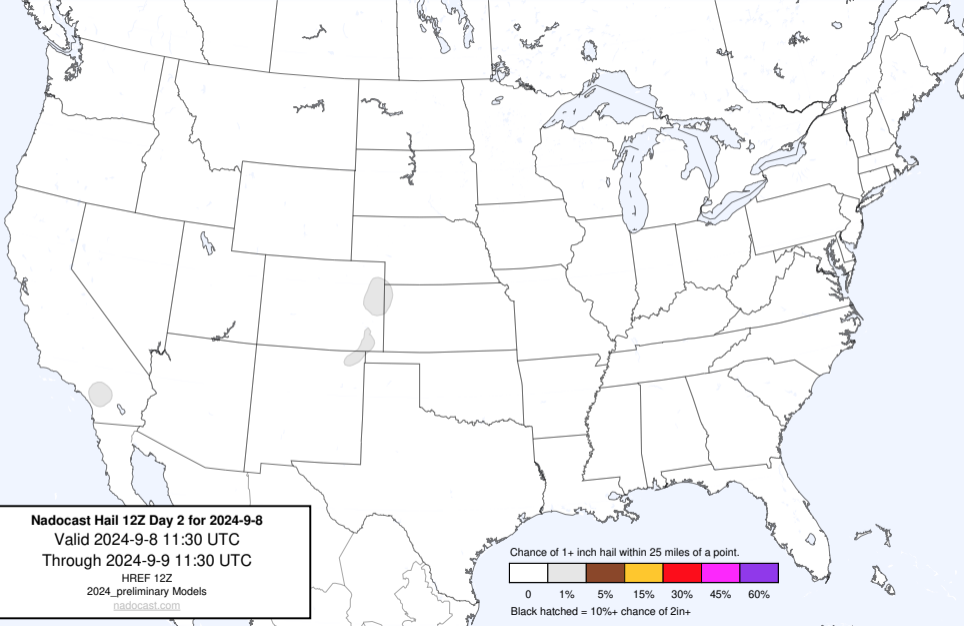 Nadocast Hail 12Z Day 2 for 2024-9-8
Valid 2024-9-8 11:30 UTC
Through 2024-9-9 11:30 UTC
HREF 12Z
2024_preliminary Models
nadocast.com
Chance of 1+ inch hail within 25 miles of a point.
0 1% 5% 15% 30% 45% 60%
Black hatched = 10%+ chance of 2in+